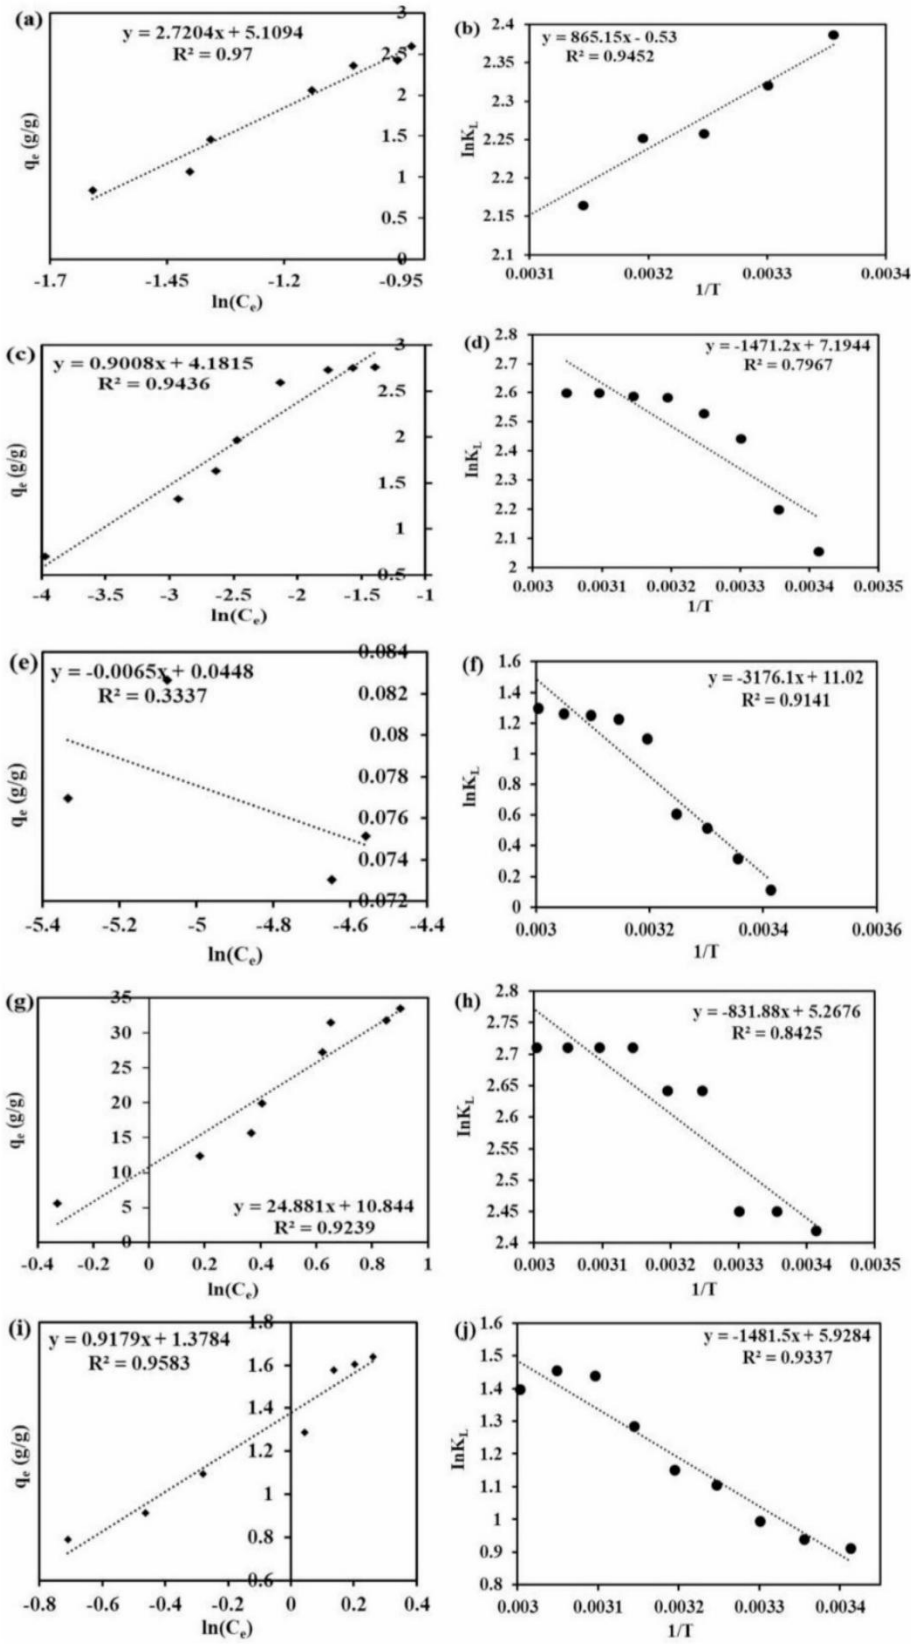 (a)
y = 2.7204x + 5.1094
R² = 0.97
3
2.5
2
1.5
1
0.5
0
qe (g/g)
-1.7 -1.45 -1.2 -0.95
ln(Ce)
(b)
y = 865.15x - 0.53
R² = 0.9452
2.4
2.35
2.3
2.25
2.2
2.15
2.1
lnKL
0.0031 0.0032 0.0033 0.0034
1/T
(c)
y = 0.9008x + 4.1815
R² = 0.9436
3
2.5
2
1.5
1
0.5
qe (g/g)
-4 -3.5 -3 -2.5 -2 -1.5 -1
ln(Ce)
(d)
y = -1471.2x + 7.1944
R² = 0.7967
2.8
2.7
2.6
2.5
2.4
2.3
2.2
2.1
2
lnKL
0.003 0.0031 0.0032 0.0033 0.0034 0.0035
1/T
(e)
y = -0.0065x + 0.0448
R² = 0.3337
0.084
0.082
0.08
0.078
0.076
0.074
0.072
qe (g/g)
-5.4 -5.2 -5 -4.8 -4.6 -4.4
ln(Ce)
(f)
y = -3176.1x + 11.02
R² = 0.9141
1.6
1.4
1.2
1
0.8
0.6
0.4
0.2
0
lnKL
0.003 0.0032 0.0034 0.0036
1/T
(g)
35
30
25
20
15
10
5
0
y = 24.881x + 10.844
R² = 0.9239
qe (g/g)
-0.4 -0.2 0 0.2 0.4 0.6 0.8 1
ln(Ce)
(h)
y = -831.88x + 5.2676
R² = 0.8425
2.8
2.75
2.7
2.65
2.6
2.55
2.5
2.45
2.4
lnKL
0.003 0.0031 0.0032 0.0033 0.0034 0.0035
1/T
(i)
y = 0.9179x + 1.3784
R² = 0.9583
1.8
1.6
1.4
1.2
1
0.8
0.6
qe (g/g)
-0.8 -0.6 -0.4 -0.2 0 0.2 0.4
ln(Ce)
(j)
y = -1481.5x + 5.9284
R² = 0.9337
1.6
1.5
1.4
1.3
1.2
1.1
1
0.9
0.8
lnKL
0.003 0.0031 0.0032 0.0033 0.0034
1/T